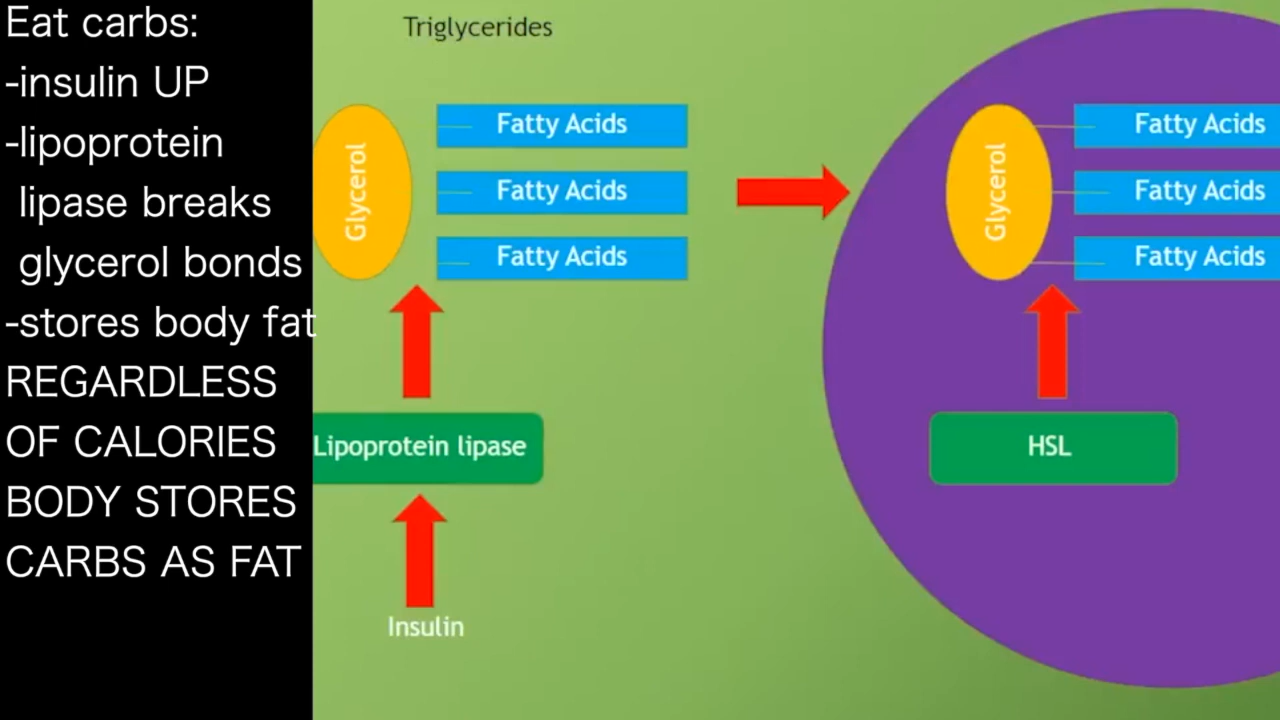 Eat carbs:
-insulin UP
-lipoprotein
lipase breaks
glycerol bonds
-stores body fat
REGARDLESS
OF CALORIES
BODY STORES
CARBS AS FAT
Triglycerides
Glycerol
Fatty Acids
Fatty Acids
Fatty Acids
Lipoprotein lipase
Insulin
Glycerol
Fatty Acids
Fatty Acids
Fatty Acids
HSL